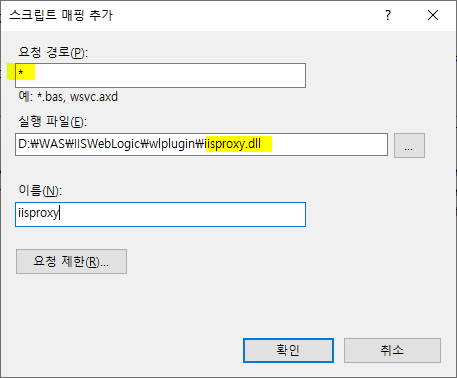 스크립트 매핑 추가
?
요청 경로(P):
*
예: *.bas, wsvc.axd
실행 파일(E):
D:₩WAS₩IISWebLogic₩wlplugin₩iisproxy.dll
...
이름(N):
iisproxy
요청 제한(R)...
확인
취소